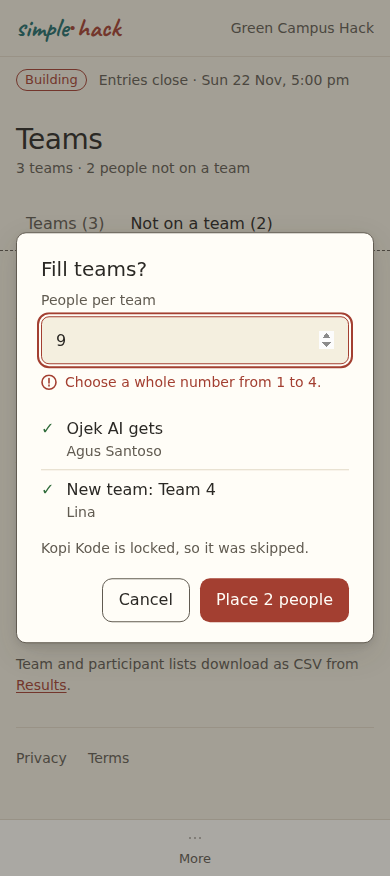 simple hack
Green Campus Hack
Building
Entries close · Sun 22 Nov, 5:00 pm
Teams
3 teams · 2 people not on a team
Teams (3)
Not on a team (2)
Fill teams?
People per team
9
Choose a whole number from 1 to 4.
✓ Ojek AI gets
Agus Santoso
✓ New team: Team 4
Lina
Kopi Kode is locked, so it was skipped.
Cancel
Place 2 people
Team and participant lists download as CSV from
Results.
Privacy
Terms
...
More